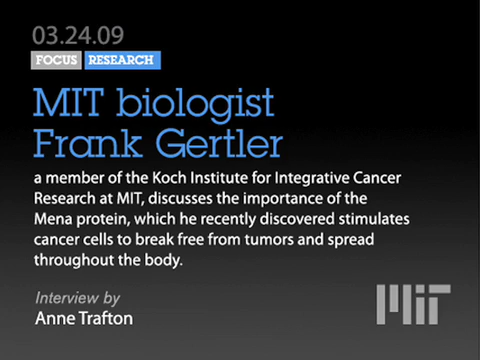 03.24.09
FOCUS RESEARCH
MIT biologist
Frank Gertler
a member of the Koch Institute for Integrative Cancer
Research at MIT, discusses the importance of the
Mena protein, which he recently discovered stimulates
cancer cells to break free from tumors and spread
throughout the body.
Interview by
Anne Trafton
MIT